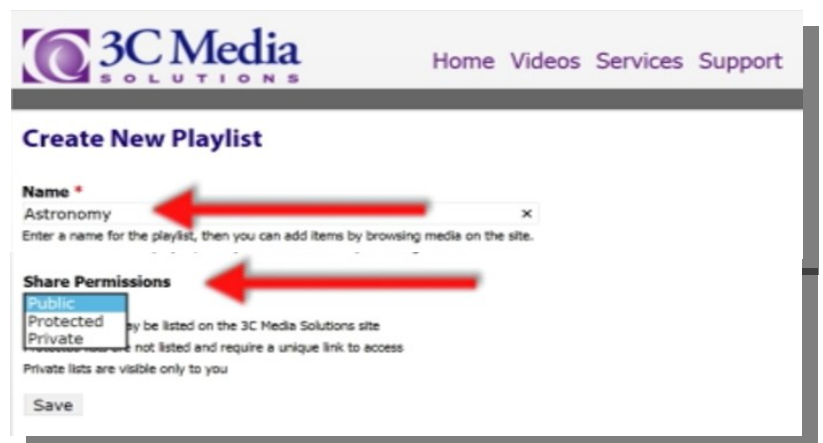 3C Media
SOLUTIONS
Home Videos Services Support
Create New Playlist
Name *
Astronomy ×
Enter a name for the playlist, then you can add items by browsing media on the site.
Share Permissions
Public
Protected
Private
may be listed on the 3C Media Solutions site
not listed and require a unique link to access
Private lists are visible only to you
Save